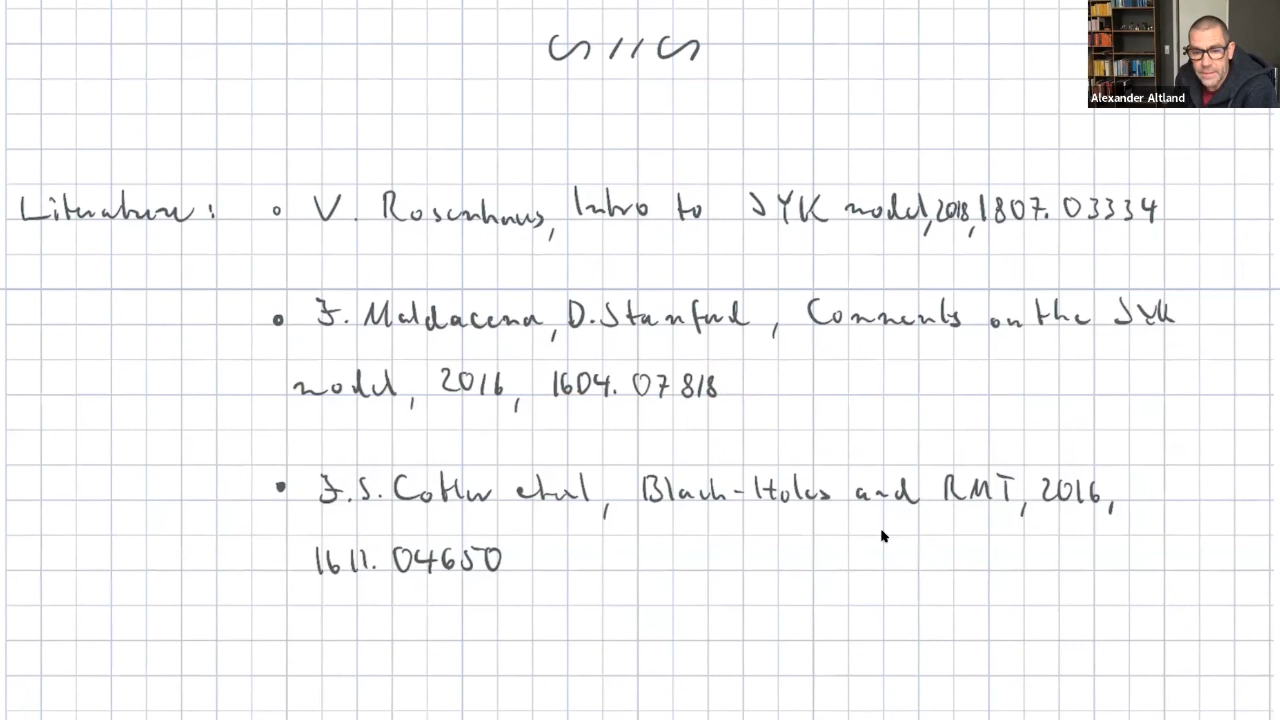 Alexander Altland
Literature: ∘ V. Rosenhaus, Intro to SYK model, 2018, 1807.03334
• J. Maldacena, D. Stanford, Comments on the SYK
model, 2016, 1604.07818
• J.S. Cotler et al, Black-Holes and RMT, 2016,
1611.04650